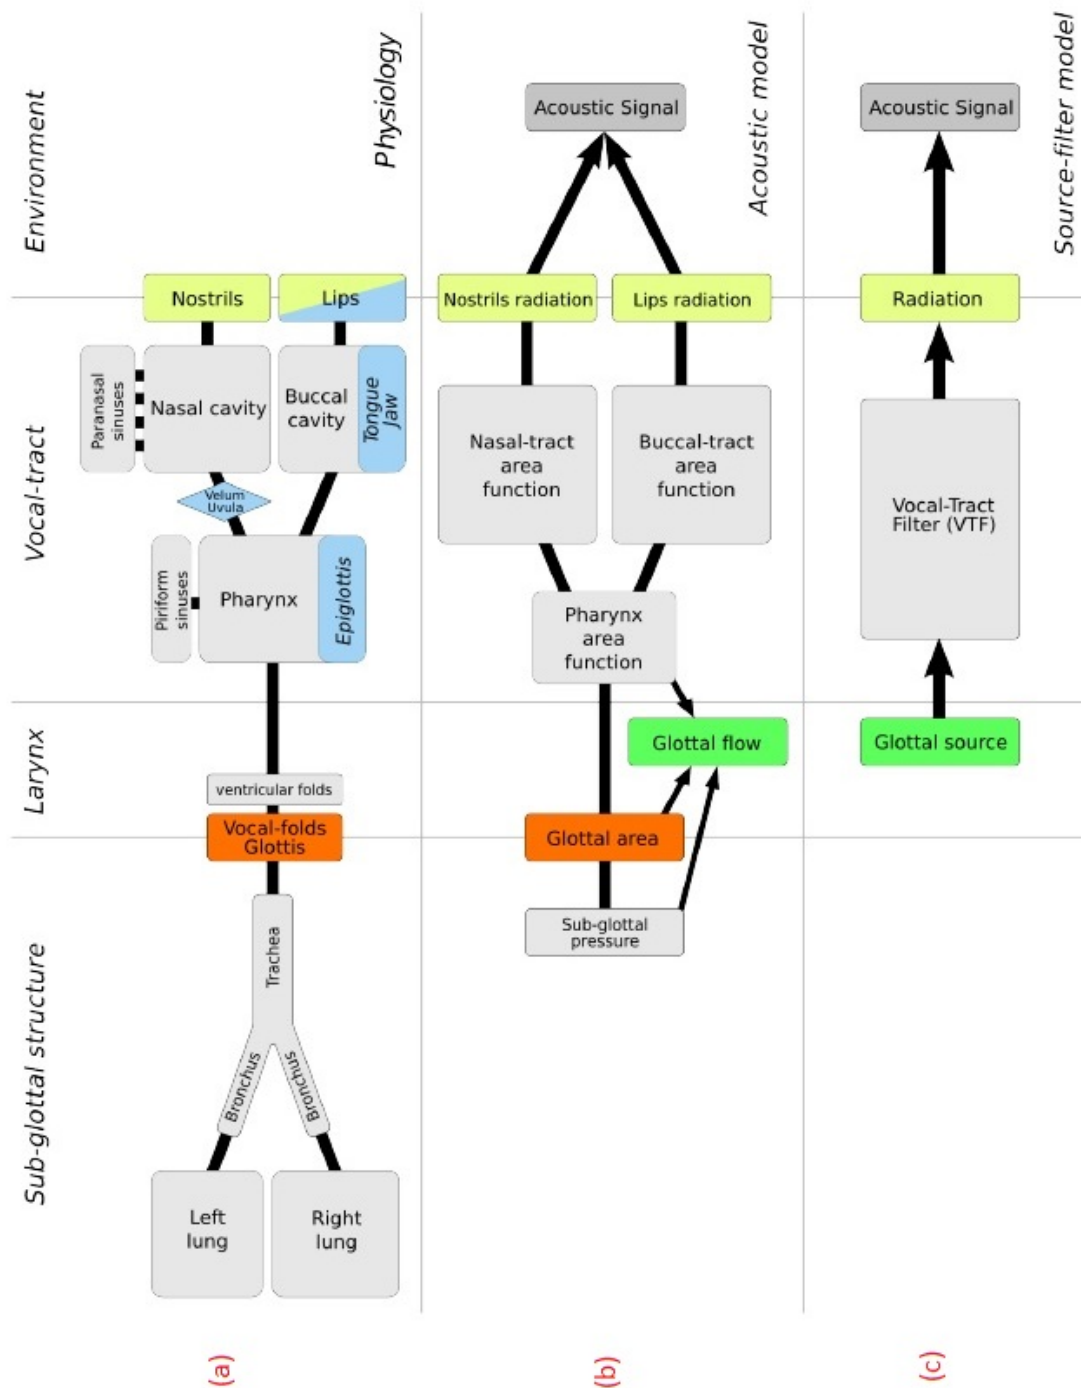 Environment
Vocal-tract
Larynx
Sub-glottal structure
Physiology
Nostrils
Lips
Paranasal
sinuses
Nasal cavity
Buccal
cavity
Tongue
Jaw
Velum
Uvula
Piriform
sinuses
Pharynx
Epiglottis
ventricular folds
Vocal-folds
Glottis
Trachea
Bronchus
Bronchus
Left
lung
Right
lung
(a)
Acoustic model
Acoustic Signal
Nostrils radiation
Lips radiation
Nasal-tract
area
function
Buccal-tract
area
function
Pharynx
area
function
Glottal flow
Glottal area
Sub-glottal
pressure
(b)
Source-filter model
Acoustic Signal
Radiation
Vocal-Tract
Filter (VTF)
Glottal source
(c)